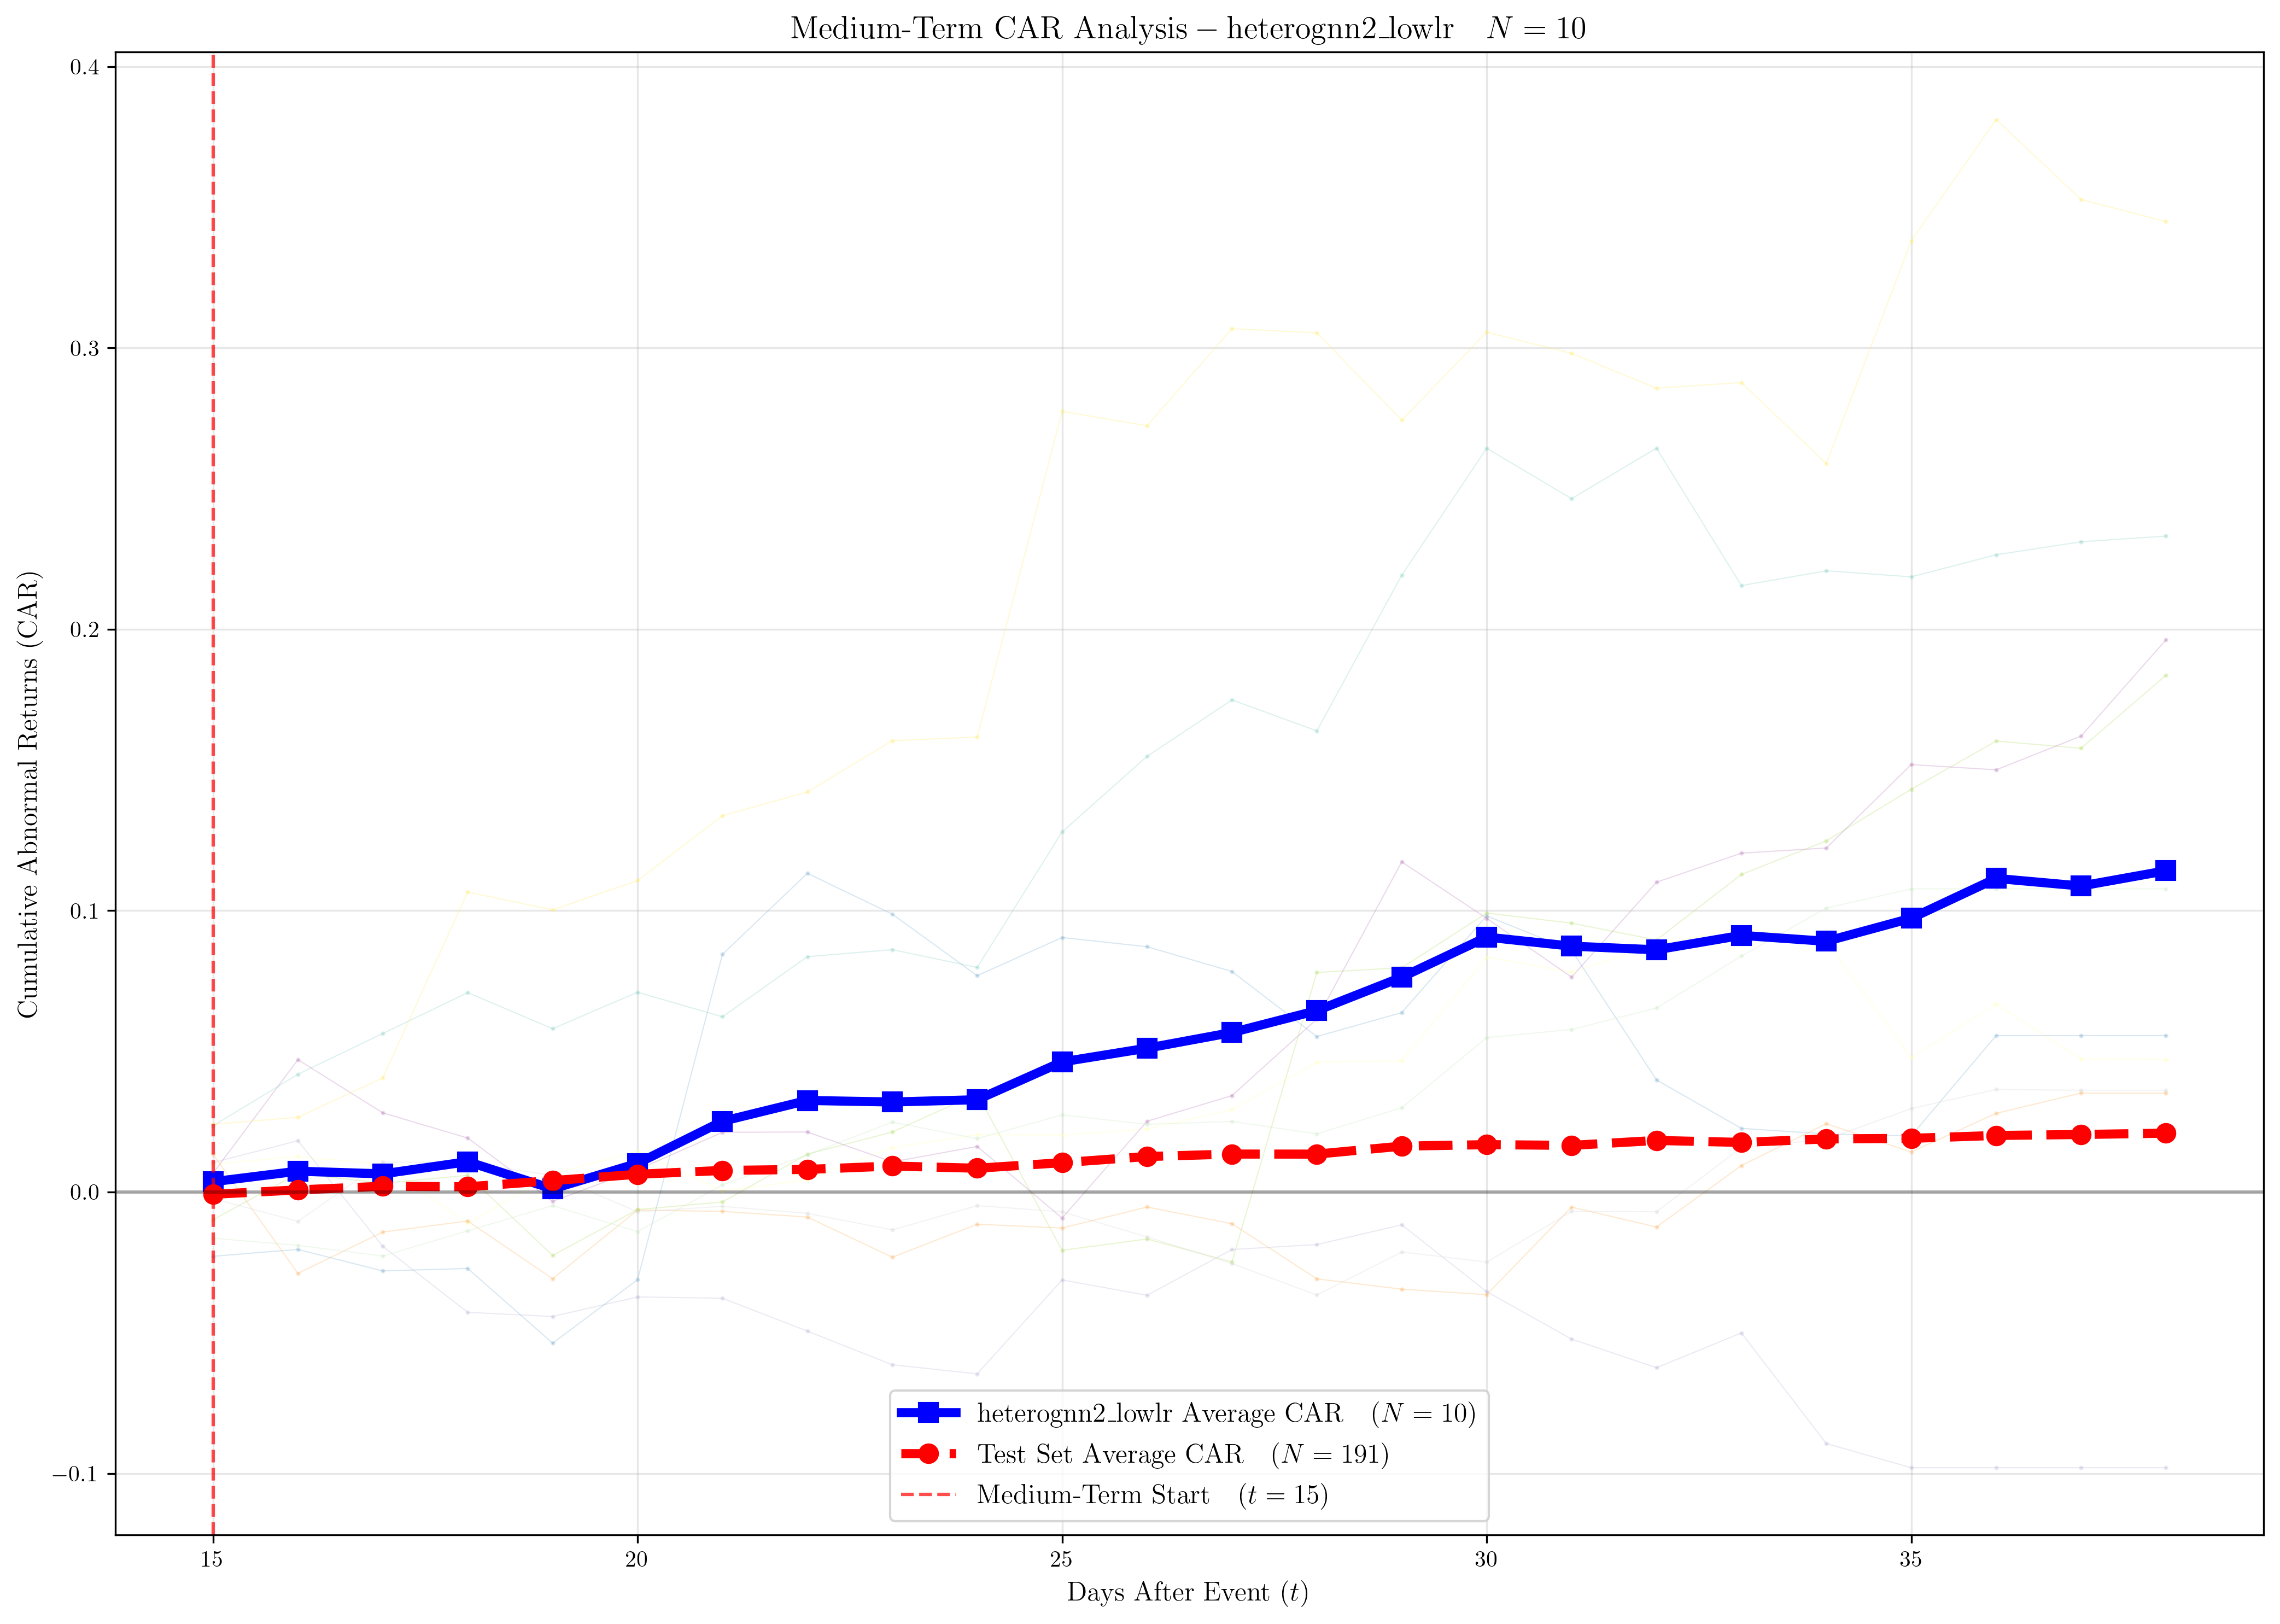 Medium-Term CAR Analysis – heterognn2_lowlr N = 10
Cumulative Abnormal Returns (CAR)
0.4
0.3
0.2
0.1
0.0
−0.1
heterognn2_lowlr Average CAR (N = 10)
Test Set Average CAR (N = 191)
Medium-Term Start (t = 15)
15 20 25 30 35
Days After Event (t)